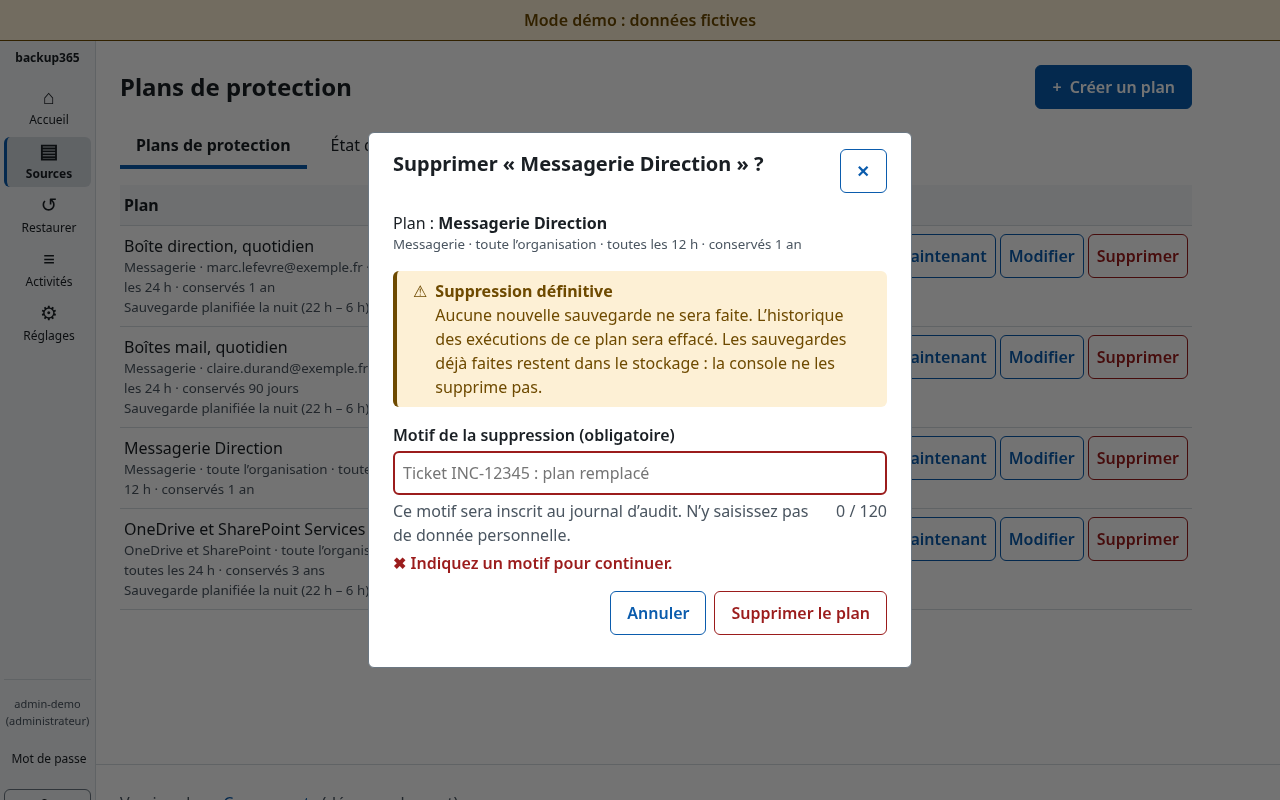 Mode démo : données fictives
backup365
Accueil
Sources
Restaurer
Activités
Réglages
admin-demo
(administrateur)
Mot de passe
Plans de protection
+ Créer un plan
Plans de protection
État
Plan
Boîte direction, quotidien
Messagerie · marc.lefevre@exemple.fr ·
les 24 h · conservés 1 an
Sauvegarde planifiée la nuit (22 h – 6 h)
Modifier
Supprimer
Boîtes mail, quotidien
Messagerie · claire.durand@exemple.fr
les 24 h · conservés 90 jours
Sauvegarde planifiée la nuit (22 h – 6 h)
Modifier
Supprimer
Messagerie Direction
Messagerie · toute l’organisation · toute
12 h · conservés 1 an
Modifier
Supprimer
OneDrive et SharePoint Services
OneDrive et SharePoint · toute l’organis
toutes les 24 h · conservés 3 ans
Sauvegarde planifiée la nuit (22 h – 6 h)
Modifier
Supprimer
Supprimer « Messagerie Direction » ?
×
Plan : Messagerie Direction
Messagerie · toute l’organisation · toutes les 12 h · conservés 1 an
⚠ Suppression définitive
Aucune nouvelle sauvegarde ne sera faite. L’historique
des exécutions de ce plan sera effacé. Les sauvegardes
déjà faites restent dans le stockage : la console ne les
supprime pas.
Motif de la suppression (obligatoire)
Ticket INC-12345 : plan remplacé
Ce motif sera inscrit au journal d’audit. N’y saisissez pas
de donnée personnelle.
0 / 120
✖ Indiquez un motif pour continuer.
Annuler
Supprimer le plan